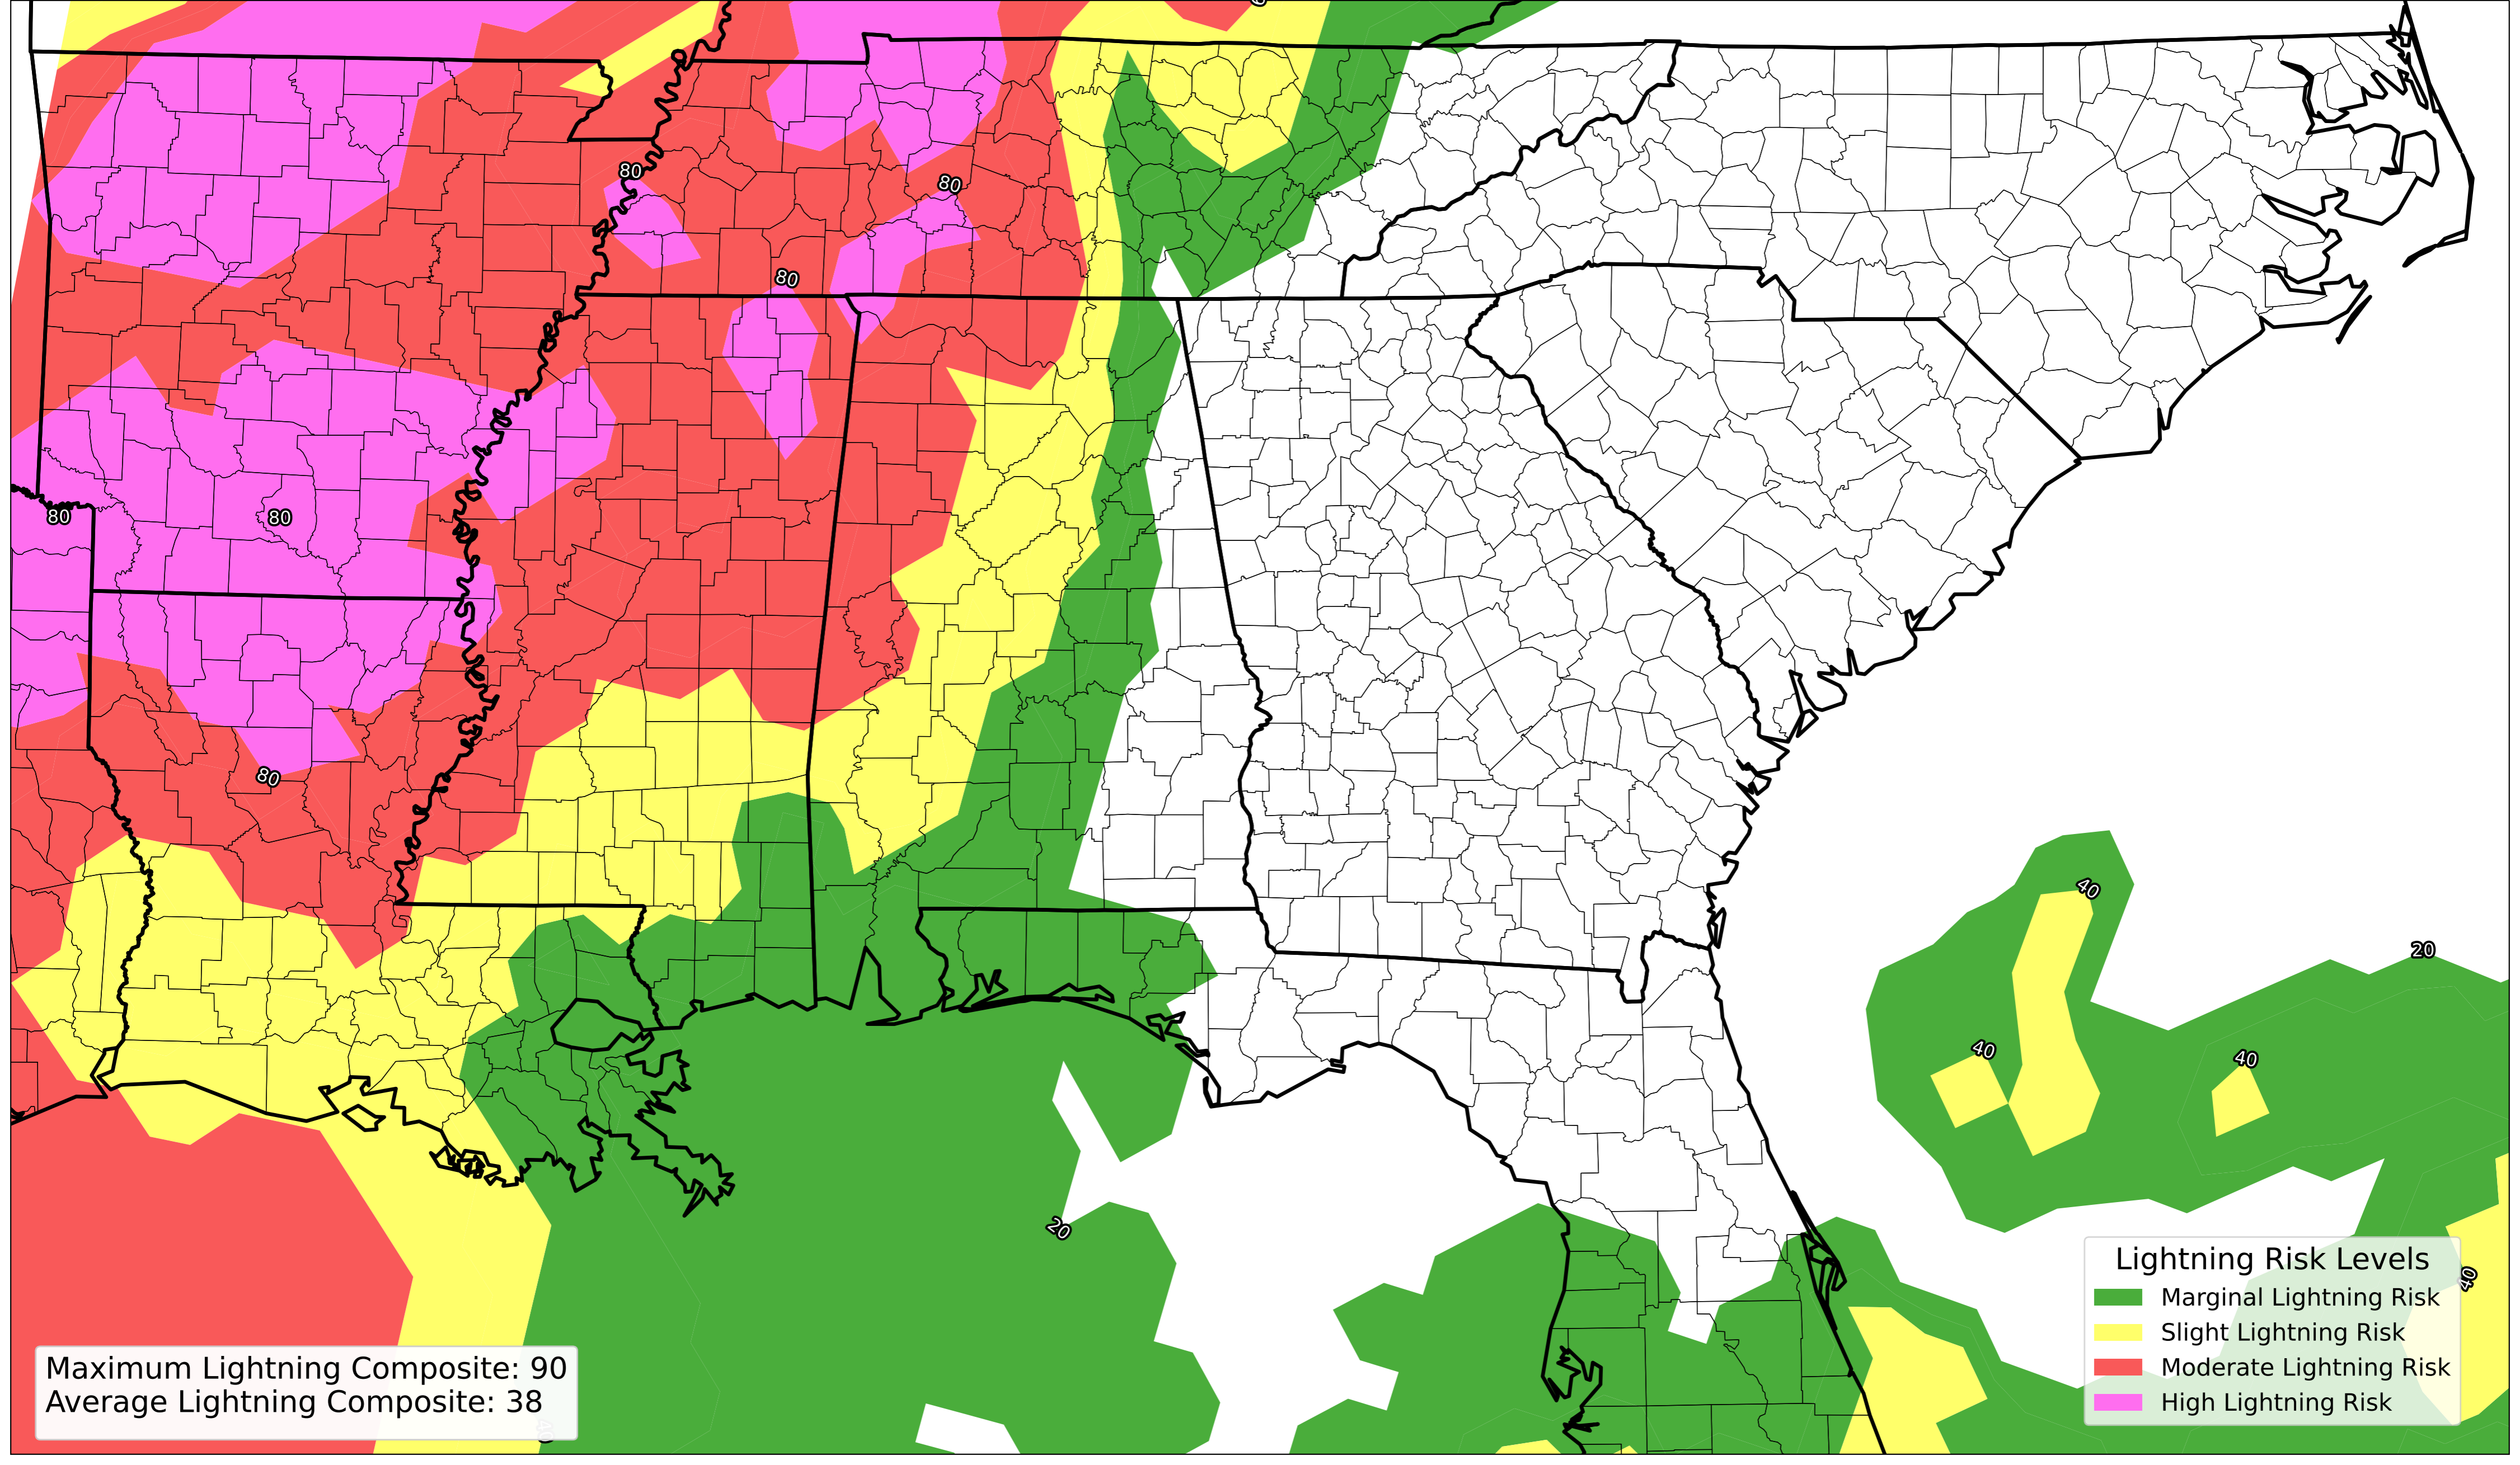 80
80
80
80
80
80
40
20
40
40
20
40
Lightning Risk Levels
Marginal Lightning Risk
Slight Lightning Risk
Moderate Lightning Risk
High Lightning Risk
Maximum Lightning Composite: 90
Average Lightning Composite: 38